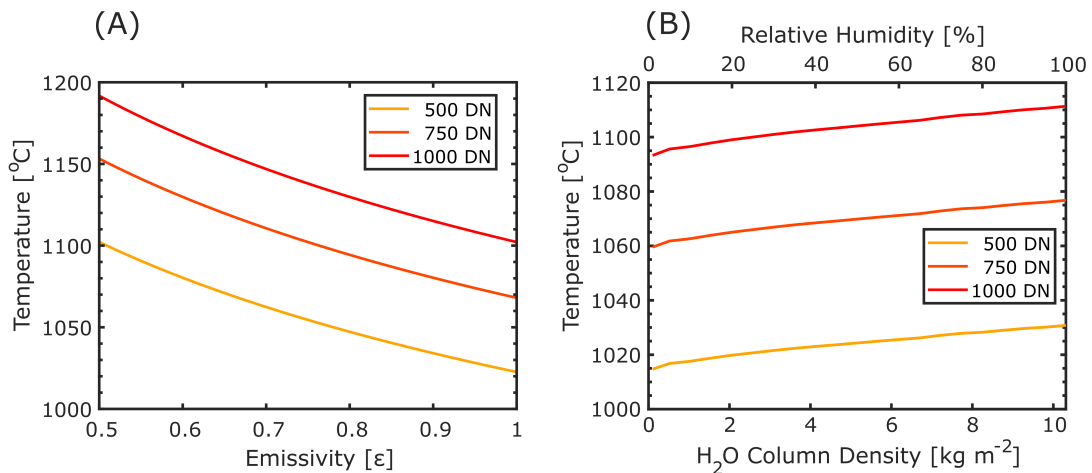 (A)
Temperature [°C]
1200
1150
1100
1050
1000
500 DN
750 DN
1000 DN
0.5 0.6 0.7 0.8 0.9 1
Emissivity [ε]
(B)
Relative Humidity [%]
0 20 40 60 80 100
Temperature [°C]
1120
1100
1080
1060
1040
1020
1000
500 DN
750 DN
1000 DN
0 2 4 6 8 10
H₂O Column Density [kg m⁻²]